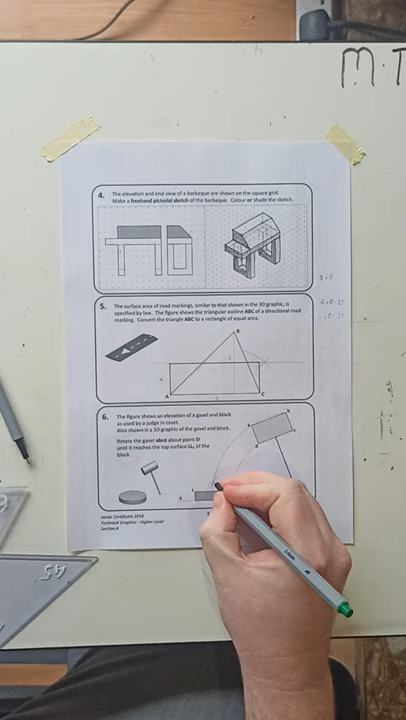 M.T
4. The elevation and end view of a barbeque are shown on the square grid.
Make a freehand pictorial sketch of the barbeque. Colour or shade the sketch.
5. The surface area of road markings, similar to that shown in the 3D graphic, is
specified by law. The figure shows the triangular outline ABC of a directional road
marking. Convert the triangle ABC to a rectangle of equal area.
B
A
C
6. The figure shows an elevation of a gavel and block
as used by a judge in court.
Also shown is a 3D graphic of the gavel and block.
Rotate the gavel abcd about point O
until it reaches the top surface of the
block.
Junior Certificate 2018
Technical Graphics - Higher Level
Section A
45